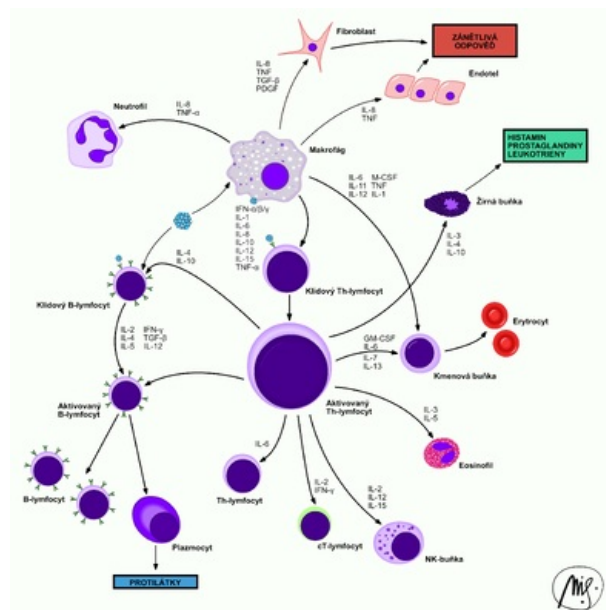 Fibroblast
ZÁNĚTLIVÁ
ODPOVĚĎ
IL-8
TNF
TGF-β
PDGF
Endotel
IL-8
TNF-α
Neutrofil
IL-8
TNF
Makrofág
HISTAMIN
PROSTAGLANDINY
LEUKOTRIENY
IL-6 M-CSF
IL-11 TNF
IL-12 IL-1
Žírná buňka
IFN-α/β/γ
IL-1
IL-6
IL-8
IL-10
IL-12
IL-15
TNF-α
IL-3
IL-4
IL-10
IL-4
IL-10
Klidový B-lymfocyt
Klidový Th-lymfocyt
Erytrocyt
IL-2 IFN-γ
IL-4 TGF-β
IL-5 IL-12
GM-CSF
IL-6
IL-7
IL-13
Kmenová buňka
Aktivovaný
B-lymfocyt
Aktivovaný
Th-lymfocyt
IL-3
IL-5
IL-6
Eosinofil
B-lymfocyt
Th-lymfocyt
IL-2
IFN-γ
IL-2
IL-12
IL-15
Plazmocyt
cT-lymfocyt
NK-buňka
PROTILÁTKY